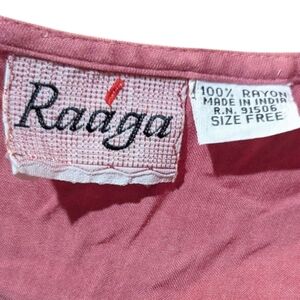 Raaga
100% RAYON
MADE IN INDIA
R.N. 91506
SIZE FREE